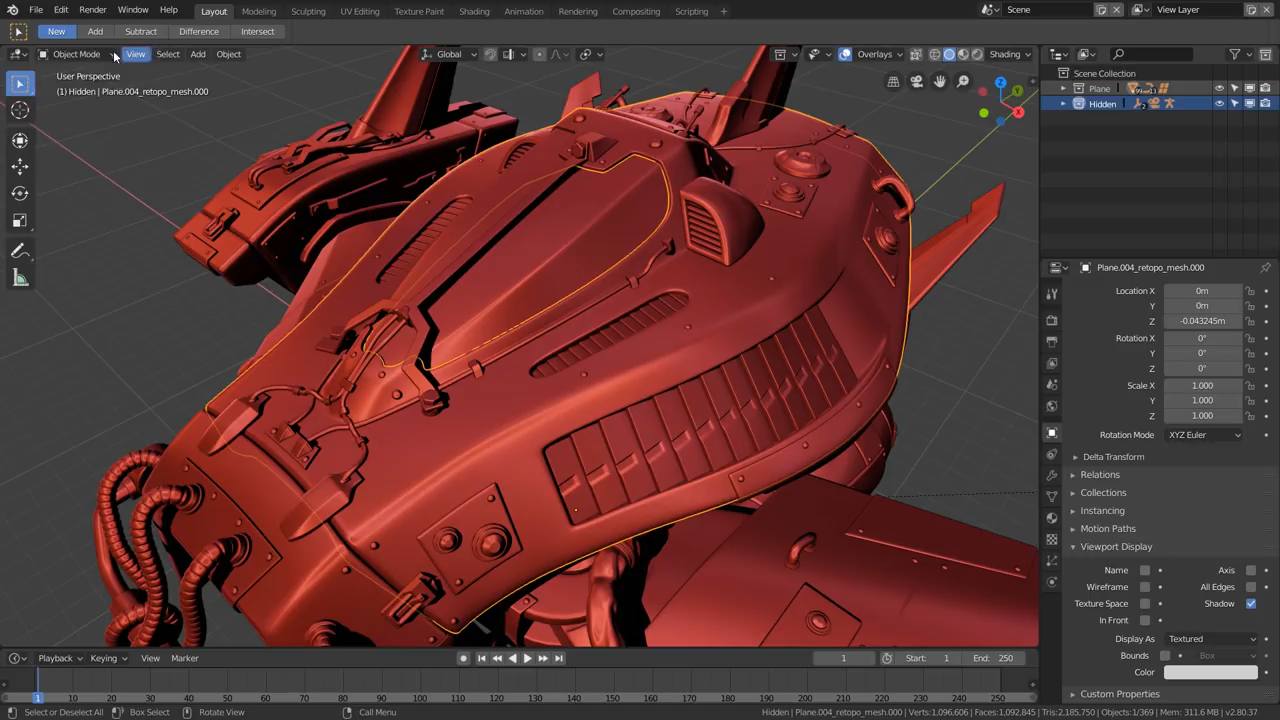 File Edit Render Window Help Layout Modeling Sculpting UV Editing Texture Paint Shading Animation Rendering Compositing Scripting Scene View Layer
New Add Subtract Difference Intersect
Object Mode View Select Add Object Global Overlays Shading
User Perspective
(1) Hidden | Plane.004_retopo_mesh.000
Scene Collection
Plane
Hidden 2
Plane.004_retopo_mesh.000
Location X 0m
Y 0m
Z -0.043245m
Rotation X 0°
Y 0°
Z 0°
Scale X 1.000
Y 1.000
Z 1.000
Rotation Mode XYZ Euler
Delta Transform
Relations
Collections
Instancing
Motion Paths
Viewport Display
Name Axis
Wireframe All Edges
Texture Space Shadow
In Front
Display As Textured
Bounds Box
Color
Custom Properties
Playback Keying View Marker 1 Start: 1 End: 250
1 10 20 30 40 50 60 70 80 90 100 110 120 130 140 150 160 170 180 190 200 210 220 230 240 250
Select or Deselect All Box Select Rotate View Call Menu Hidden | Plane.004_retopo_mesh.000 | Verts:1,096,606 | Faces:1,092,845 | Tris:2,185,750 | Objects:1/369 | Mem: 311.6 MB | v2.80.37